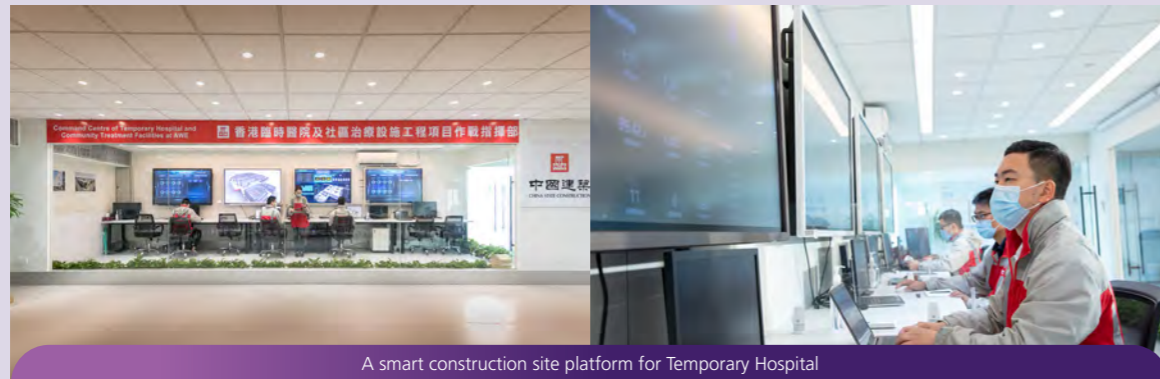 Command Centre of Temporary Hospital and
Community Treatment Facilities at AWE
香港臨時醫院及社區治療設施工程項目作戰指揮部
中國建築
CHINA STATE CONSTRUCTION
A smart construction site platform for Temporary Hospital